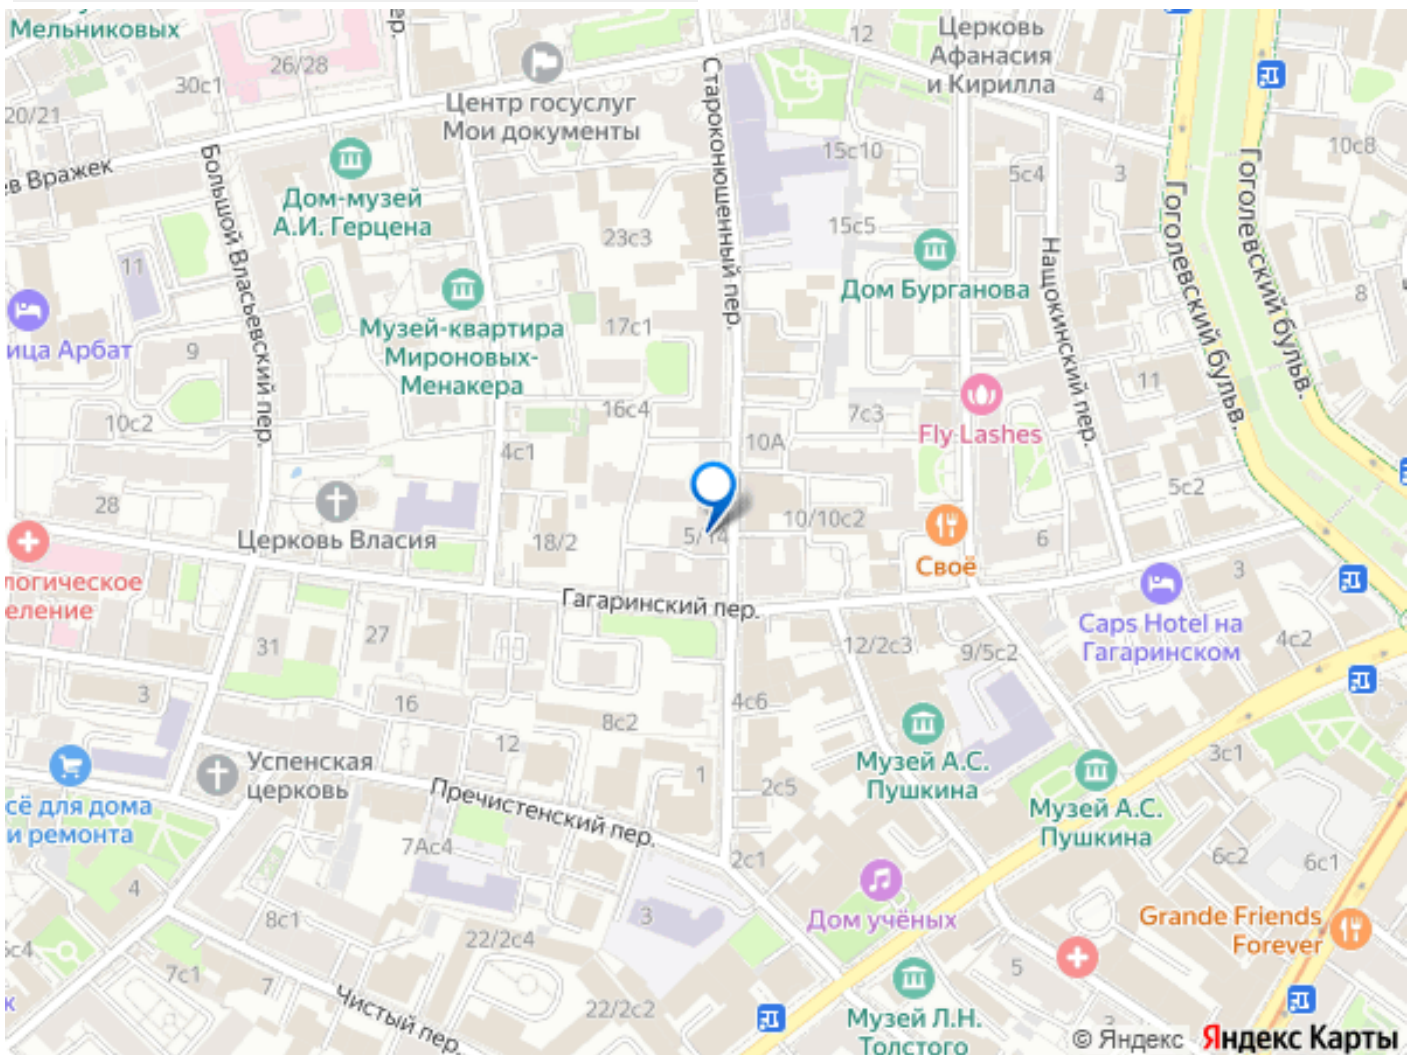 Мельниковых
пер.
26/28
30с1
20/21
Центр госуслуг
Мои документы
Староконюшенный пер.
12
Церковь
Афанасия
и Кирилла
4
10с8
Вражек
Большой Власьевский пер.
Дом-музей
А.И. Герцена
15с10
5с4
3
Гоголевский бульв.
Гоголевский бульв.
23с3
15с5
11
Дом Бурганова
Нащокинский пер.
8
ица Арбат
9
Музей-квартира
Мироновых-
Менакера
17с1
16с4
11
7с3
Fly Lashes
10с2
4с1
10А
28
5с2
Церковь Власия
18/2
5/14
10/10с2
6
Своё
логическое
еление
Гагаринский пер.
3
Caps Hotel на
Гагаринском
31
27
12/2с3
9/5с2
4с2
3
16
8с2
4с6
12
Успенская
церковь
1
2с5
Музей А.С.
Пушкина
3с1
Музей А.С.
Пушкина
сё для дома
и ремонта
Пречистенский пер.
7Ас4
2с1
6с2
6с1
4
8с1
3
Дом учёных
Grande Friends
Forever
22/2с4
с4
7с1
7
5
Чистый пер.
22/2с2
Музей Л.Н.
Толстого
3
© Яндекс Яндекс Карты